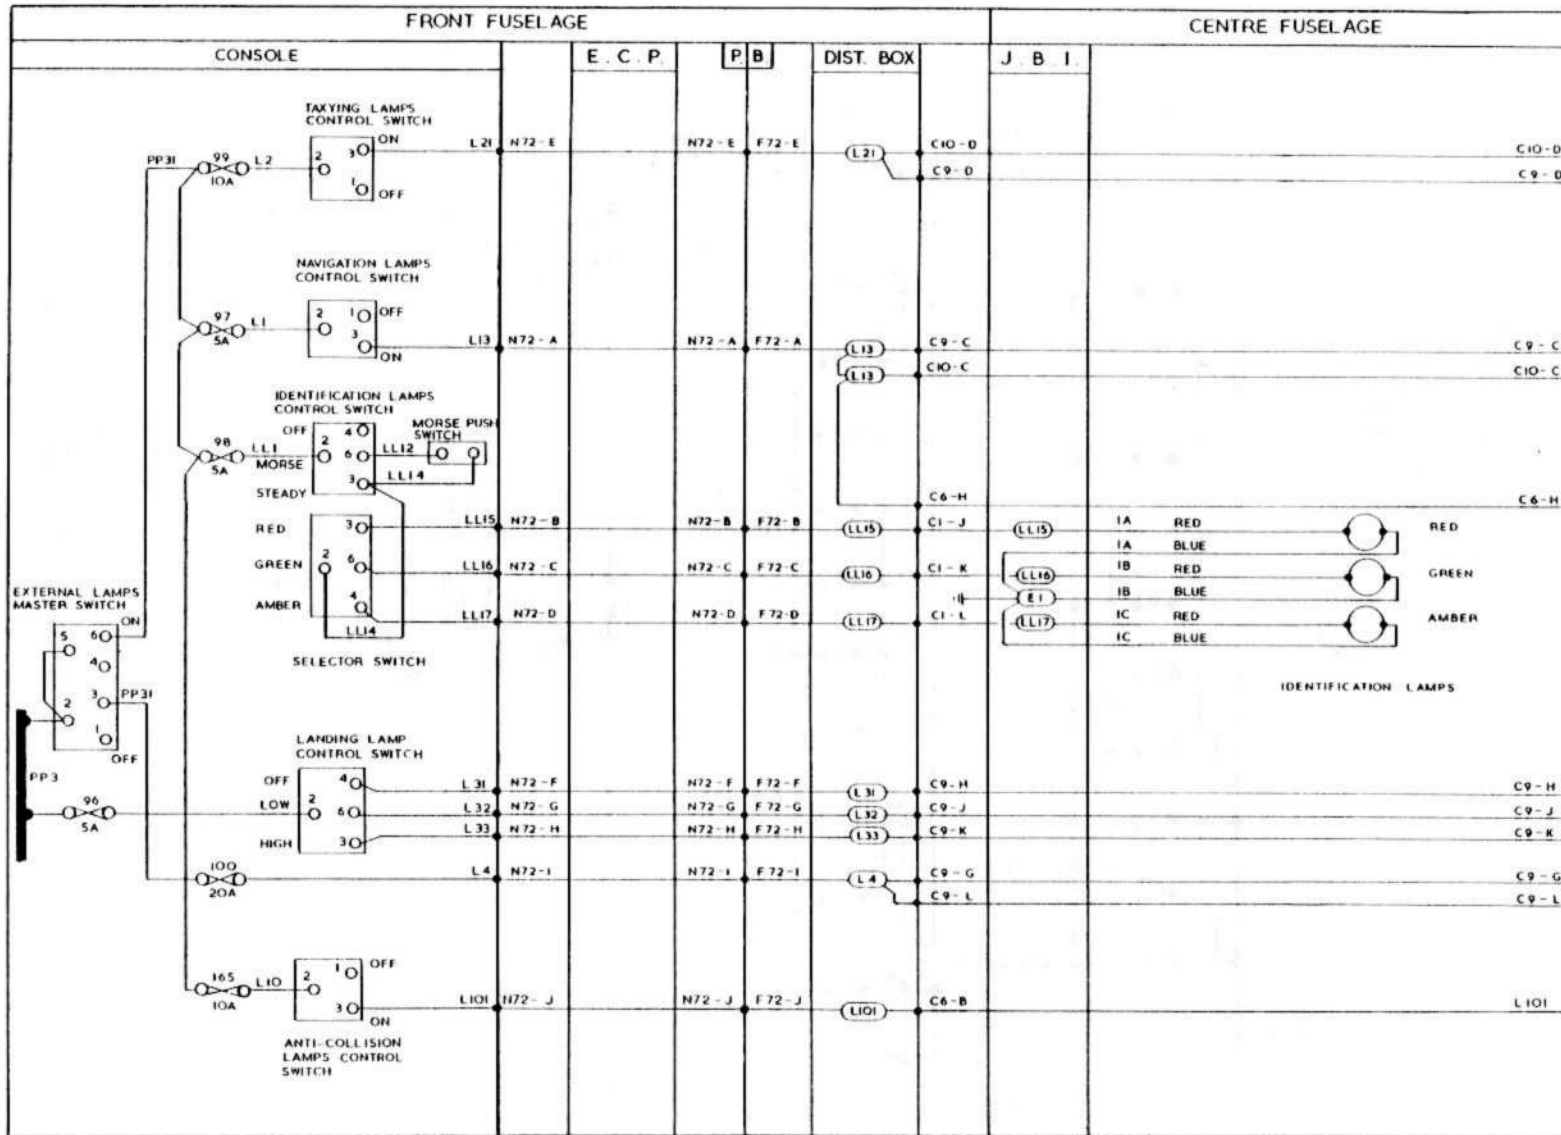 FRONT FUSELAGE
CENTRE FUSELAGE
CONSOLE
E.C.P.
P.B.
DIST. BOX
J.B.I.
TAXYING LAMPS
CONTROL SWITCH
PP31
99
10A
L2
2
3
ON
1
OFF
L21
N72-E
N72-E
F72-E
L21
C10-D
C10-D
C9-D
C9-D
NAVIGATION LAMPS
CONTROL SWITCH
97
5A
L1
2
1
OFF
3
ON
L13
N72-A
N72-A
F72-A
L13
C9-C
C9-C
L13
C10-C
C10-C
IDENTIFICATION LAMPS
CONTROL SWITCH
MORSE PUSH
SWITCH
98
5A
LL1
OFF
MORSE
STEADY
2
4
6
3
LL12
LL14
C6-H
C6-H
RED
GREEN
AMBER
2
3
6
4
LL14
SELECTOR SWITCH
LL15
N72-B
N72-B
F72-B
LL15
C1-J
LL15
1A
RED
RED
1A
BLUE
LL16
N72-C
N72-C
F72-C
LL16
C1-K
LL16
1B
RED
GREEN
E1
1B
BLUE
LL17
N72-D
N72-D
F72-D
LL17
C1-L
LL17
1C
RED
AMBER
1C
BLUE
IDENTIFICATION LAMPS
EXTERNAL LAMPS
MASTER SWITCH
ON
5
6
4
3
PP31
2
1
OFF
PP3
96
5A
LANDING LAMP
CONTROL SWITCH
OFF
LOW
HIGH
2
4
6
3
L31
N72-F
N72-F
F72-F
L31
C9-H
C9-H
L32
N72-G
N72-G
F72-G
L32
C9-J
C9-J
L33
N72-H
N72-H
F72-H
L33
C9-K
C9-K
100
20A
L4
N72-I
N72-I
F72-I
L4
C9-G
C9-G
C9-L
C9-L
165
10A
L10
2
1
OFF
3
ON
L101
N72-J
N72-J
F72-J
L101
C6-B
L101
ANTI-COLLISION
LAMPS CONTROL
SWITCH